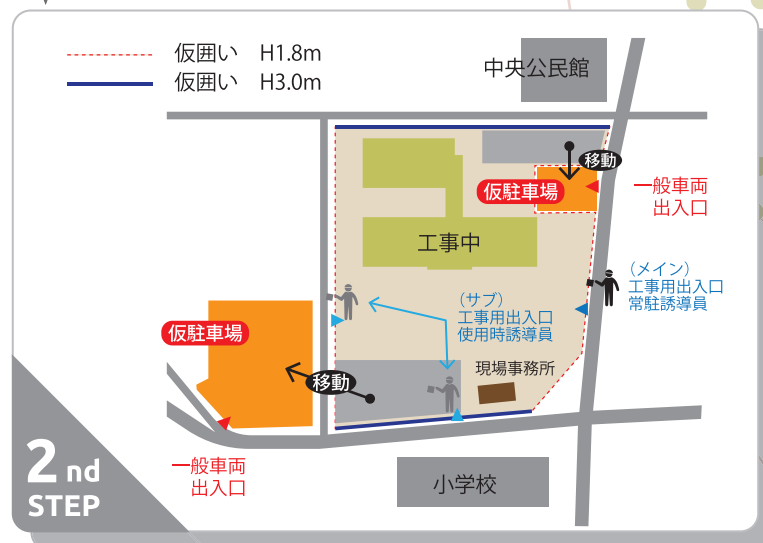 仮囲い H1.8m
仮囲い H3.0m
中央公民館
移動
仮駐車場
一般車両
出入口
工事中
(メイン)
工事用出入口
常駐誘導員
(サブ)
工事用出入口
使用時誘導員
仮駐車場
移動
現場事務所
一般車両
出入口
小学校
2nd
STEP